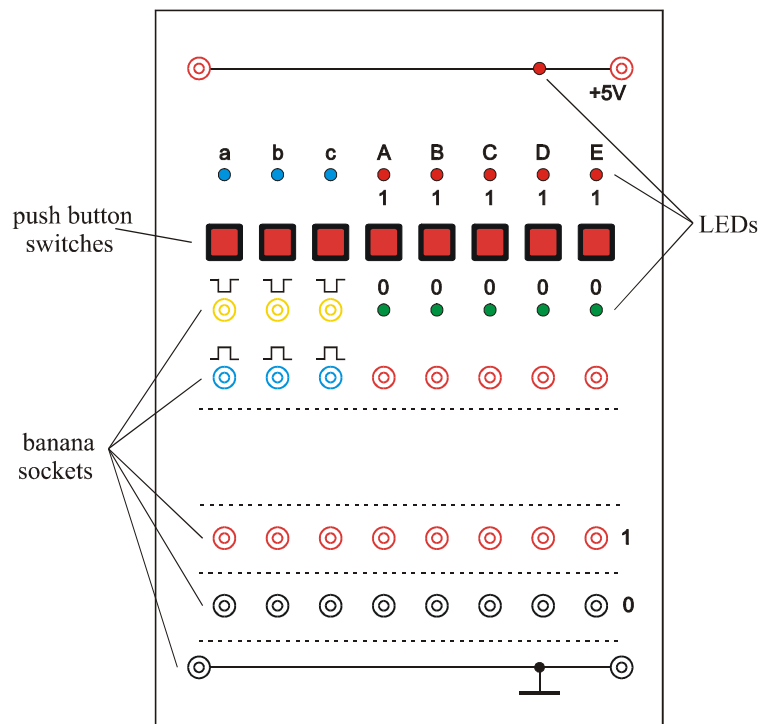 +5V
a b c A B C D E
1 1 1 1 1
push button
switches
LEDs
0 0 0 0 0
banana
sockets
1
0